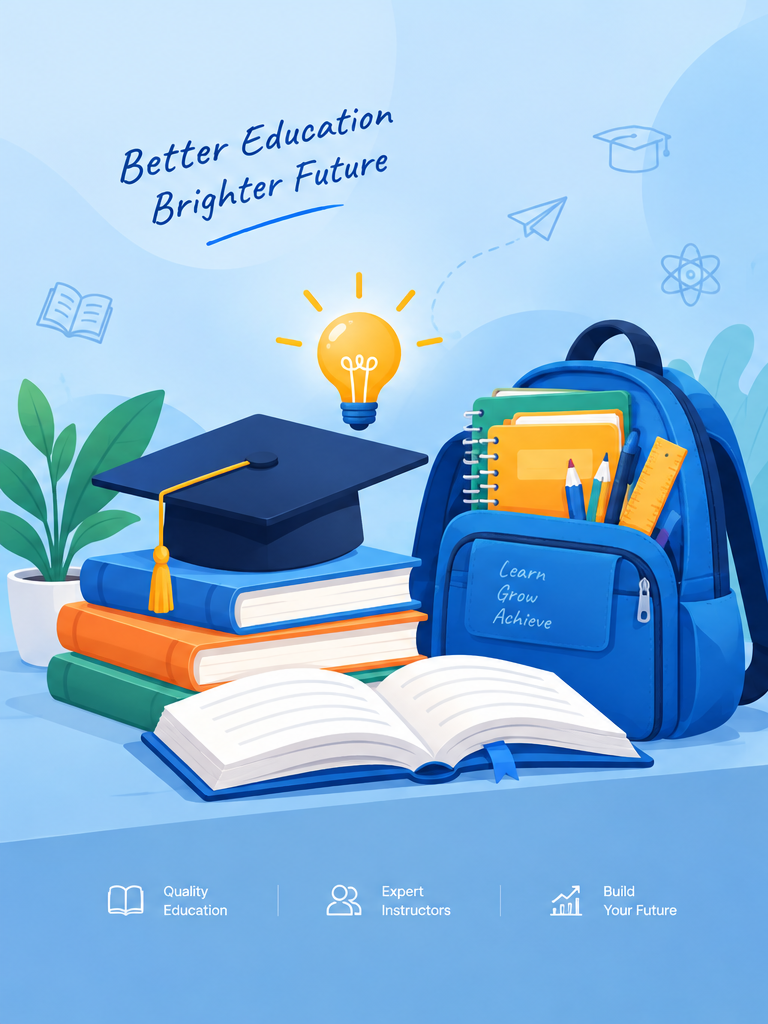 Better Education
Brighter Future
Learn
Grow
Achieve
Quality
Education
Expert
Instructors
Build
Your Future